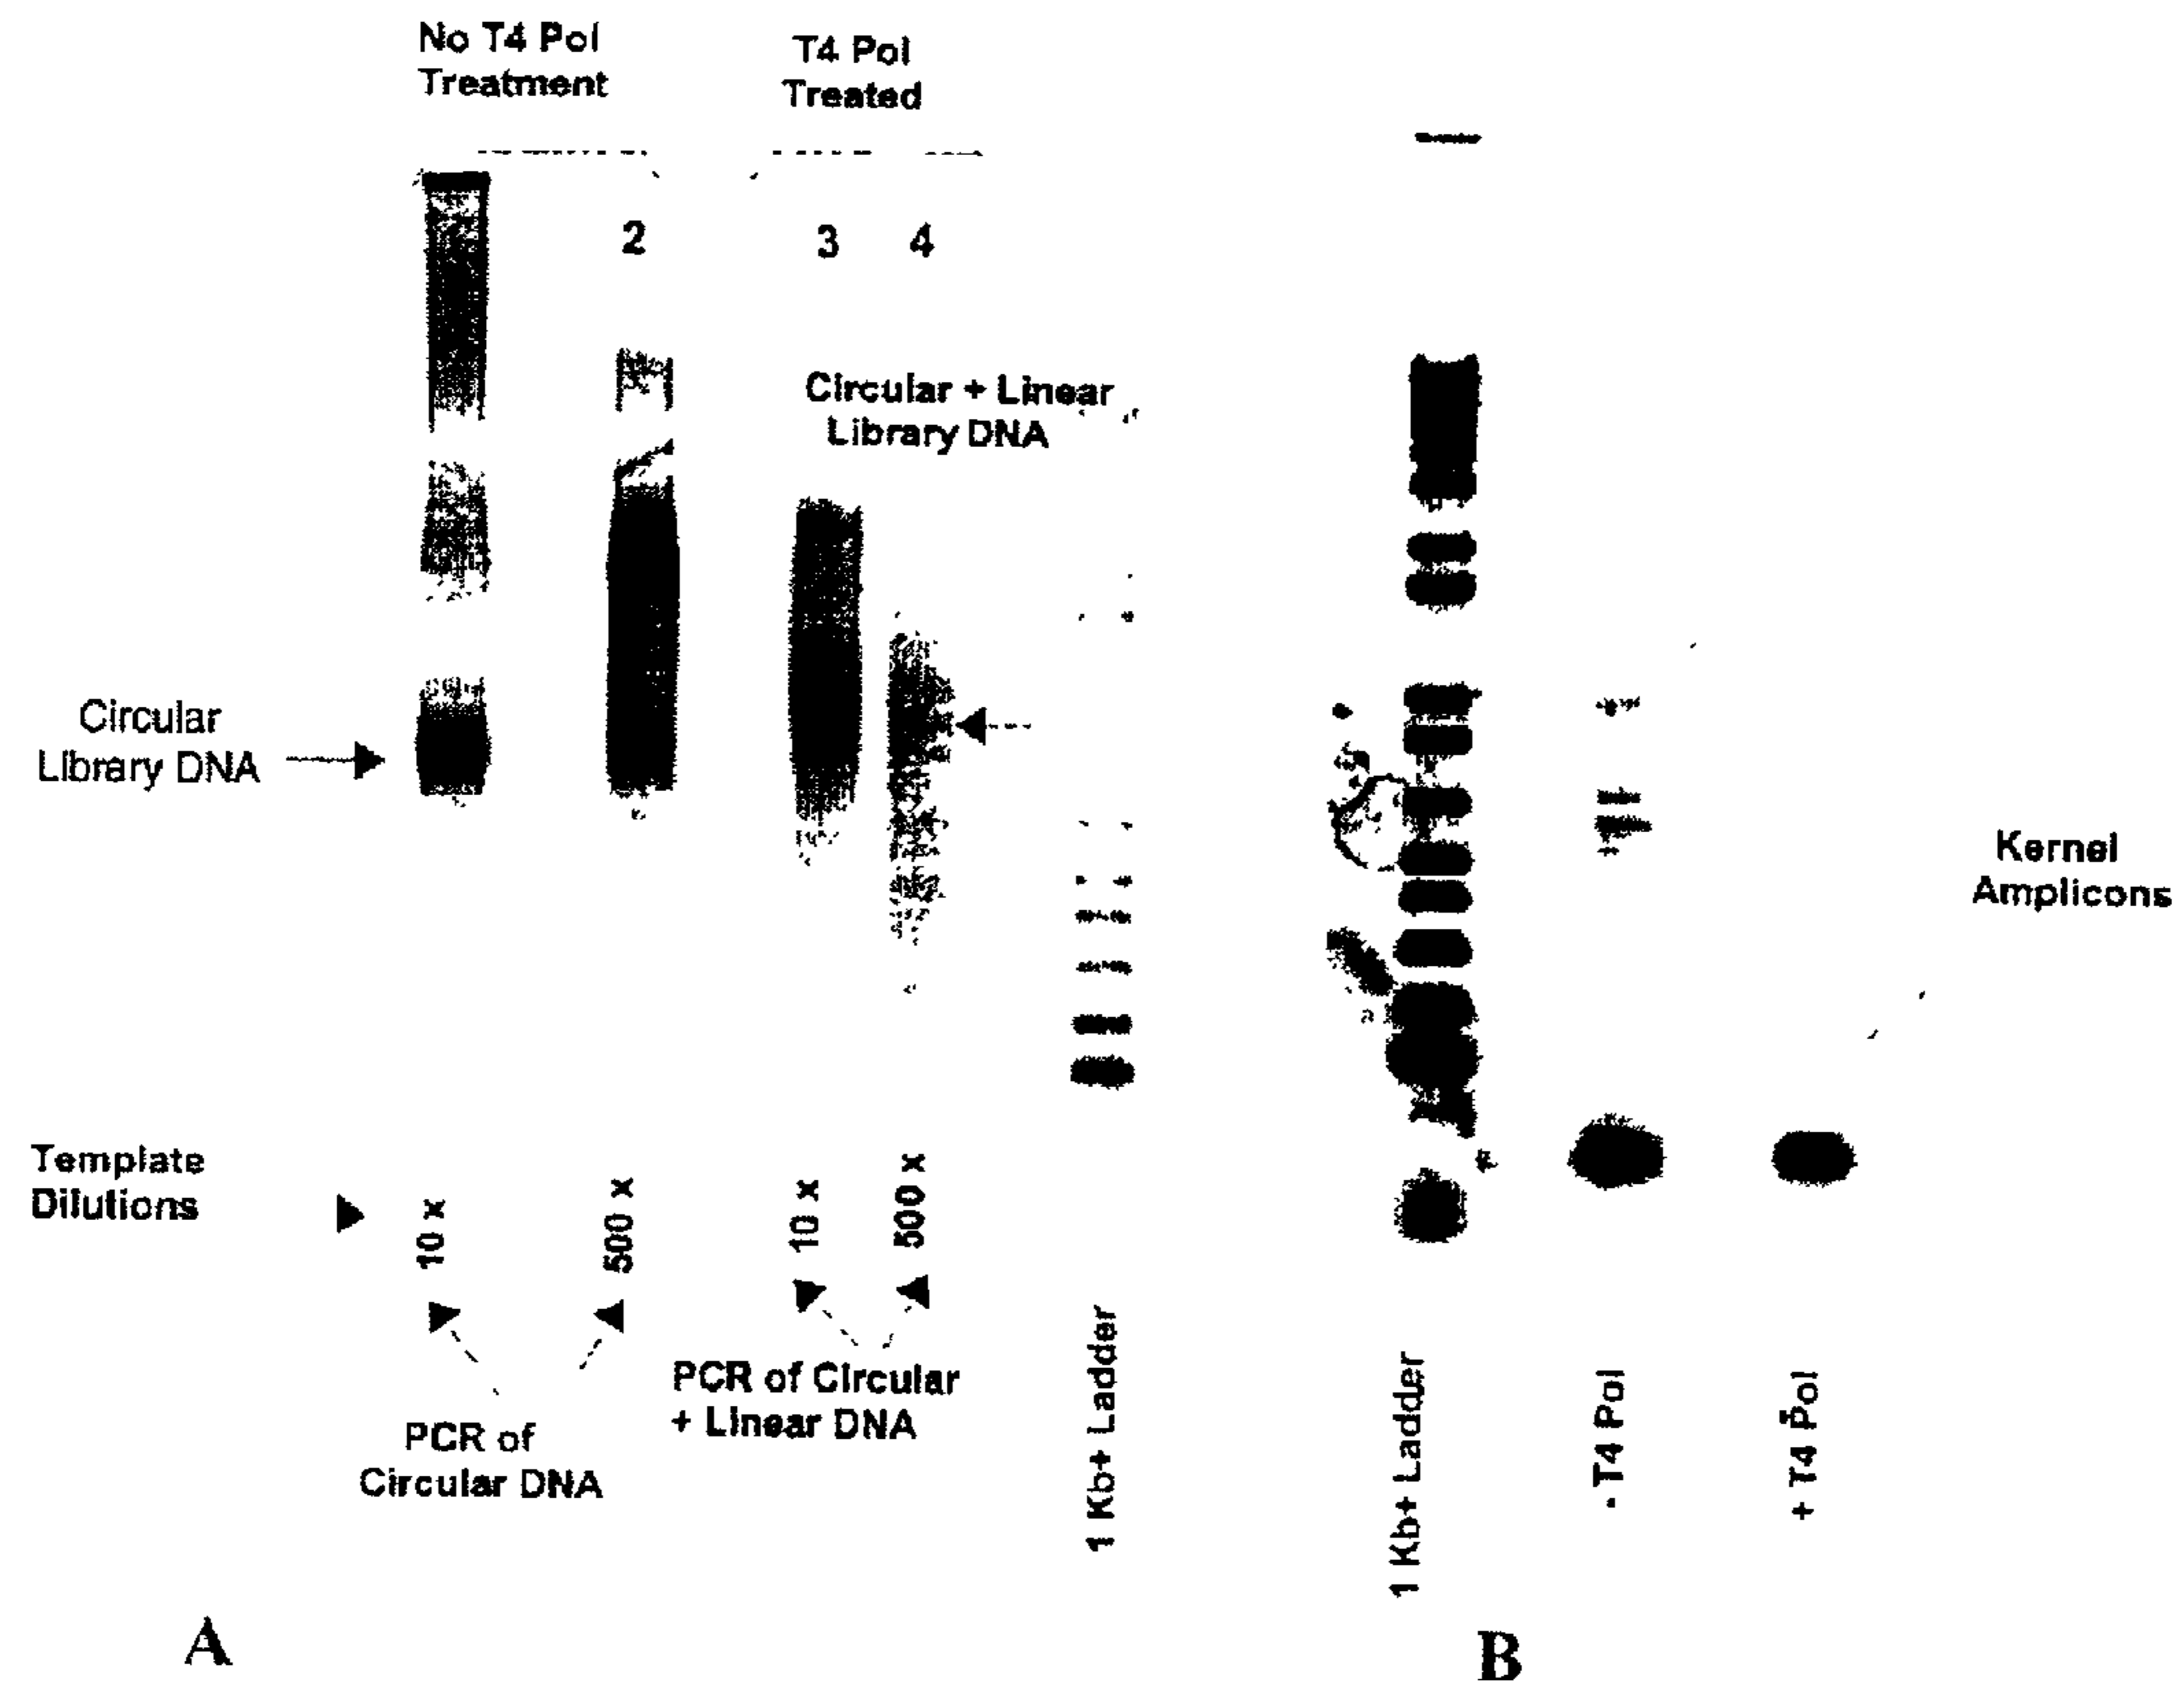 No T4 Pol
Treatment
T4 Pol
Treated
2
3
4
Circular + Linear
Library DNA
Circular
Library DNA
Kernel
Amplicons
Template
Dilutions
10 x
500 x
10 x
500 x
PCR of
Circular DNA
PCR of Circular
+ Linear DNA
1 Kb+ Ladder
1 Kb+ Ladder
- T4 Pol
+ T4 Pol
A
B